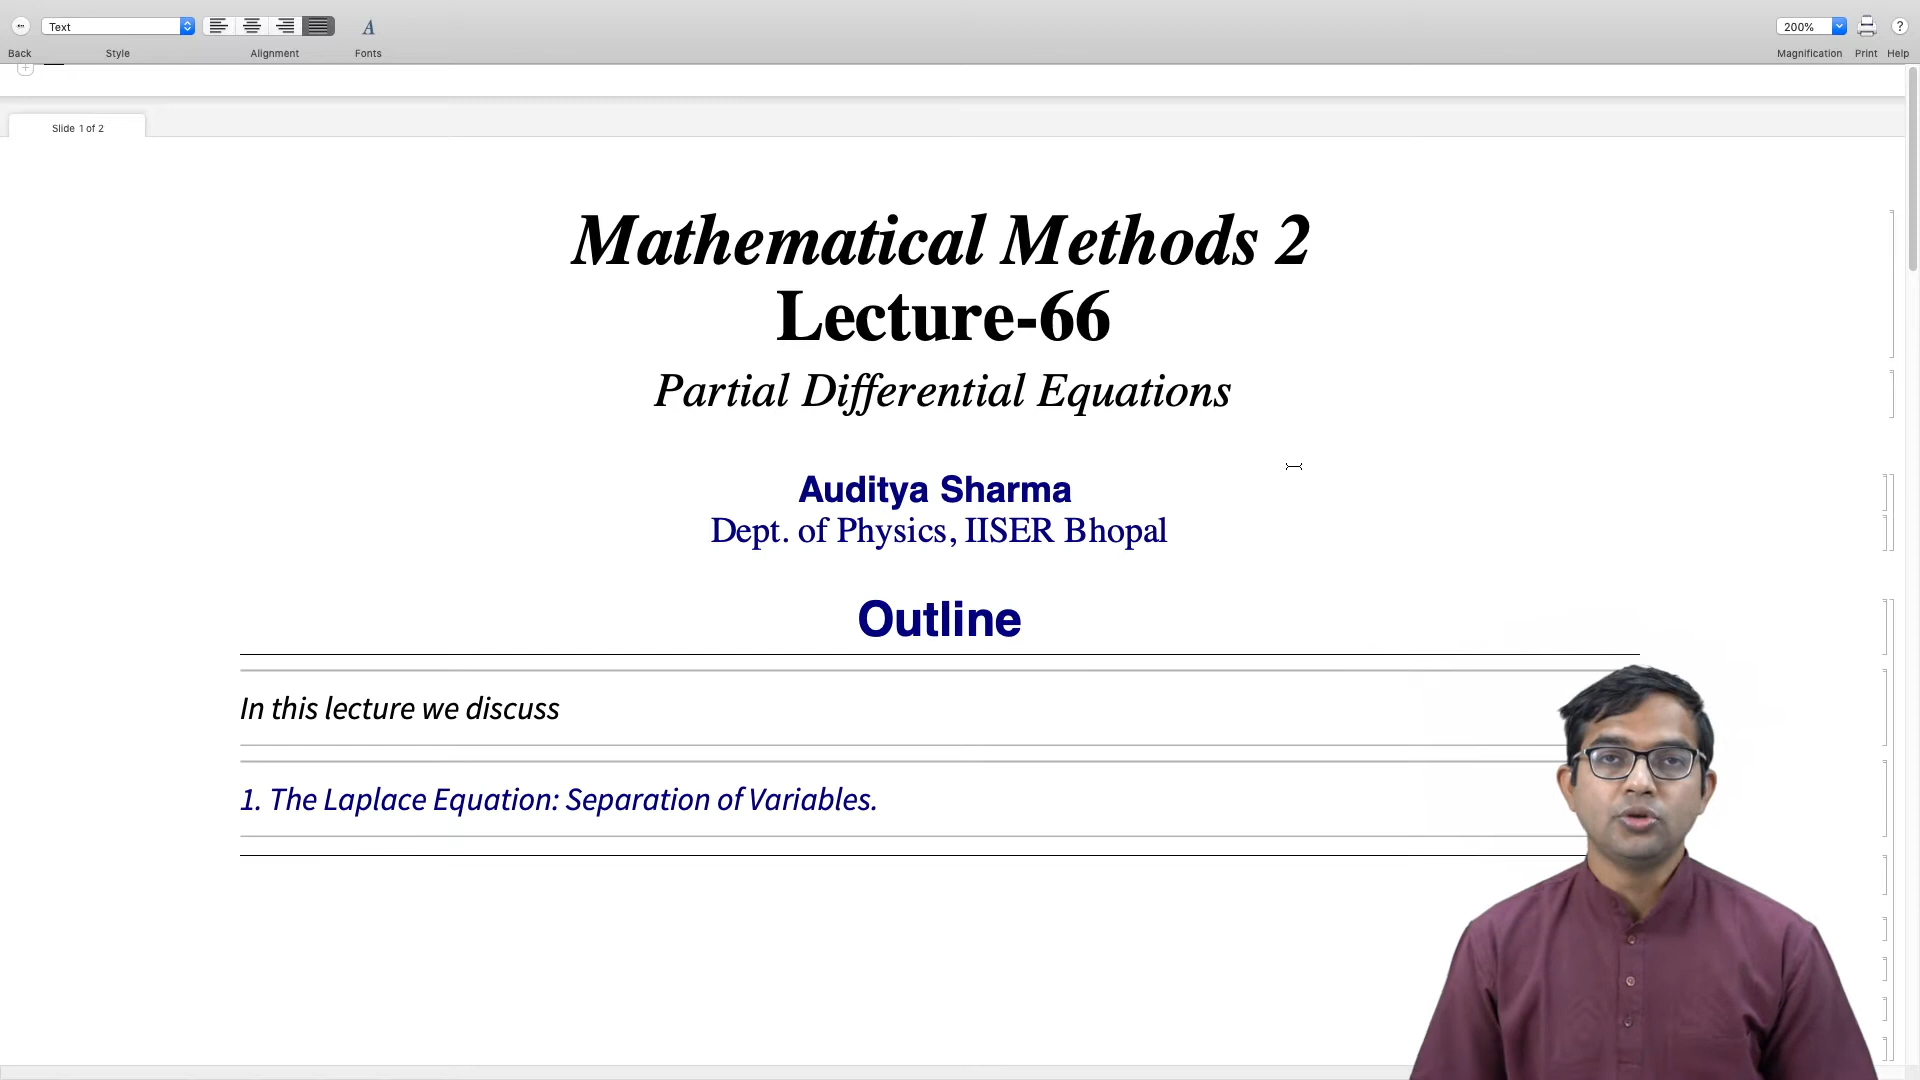 Text
200%
Back
Style
Alignment
Fonts
Magnification
Print
Help
Slide 1 of 2
Mathematical Methods 2
Lecture-66
Partial Differential Equations
Auditya Sharma
Dept. of Physics, IISER Bhopal
Outline
In this lecture we discuss
1. The Laplace Equation: Separation of Variables.